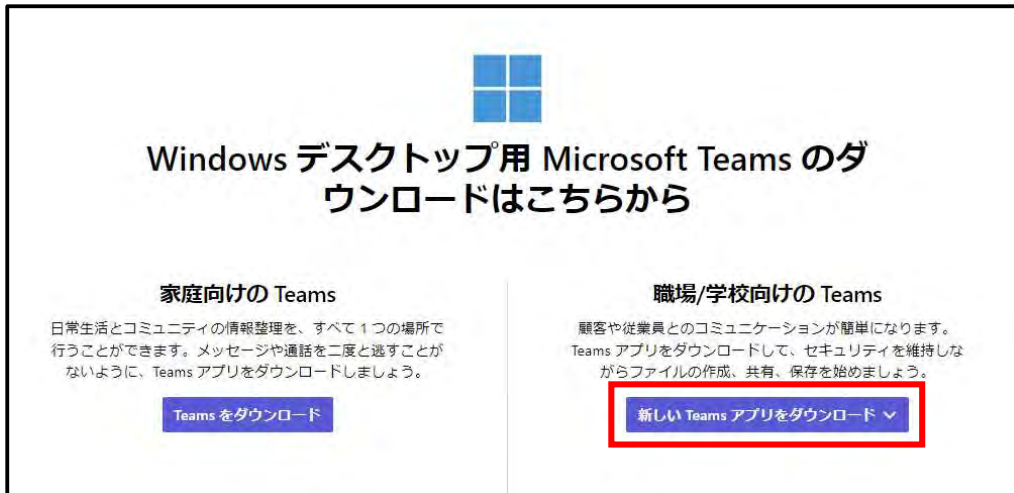 Windows デスクトップ用 Microsoft Teams のダ
ウンロードはこちらから
家庭向けの Teams
日常生活とコミュニティの情報整理を、すべて 1 つの場所で
行うことができます。メッセージや通話を二度と逃すことが
ないように、Teams アプリをダウンロードしましょう。
Teams をダウンロード
職場/学校向けの Teams
顧客や従業員とのコミュニケーションが簡単になります。
Teams アプリをダウンロードして、セキュリティを維持しな
がらファイルの作成、共有、保存を始めましょう。
新しい Teams アプリをダウンロード